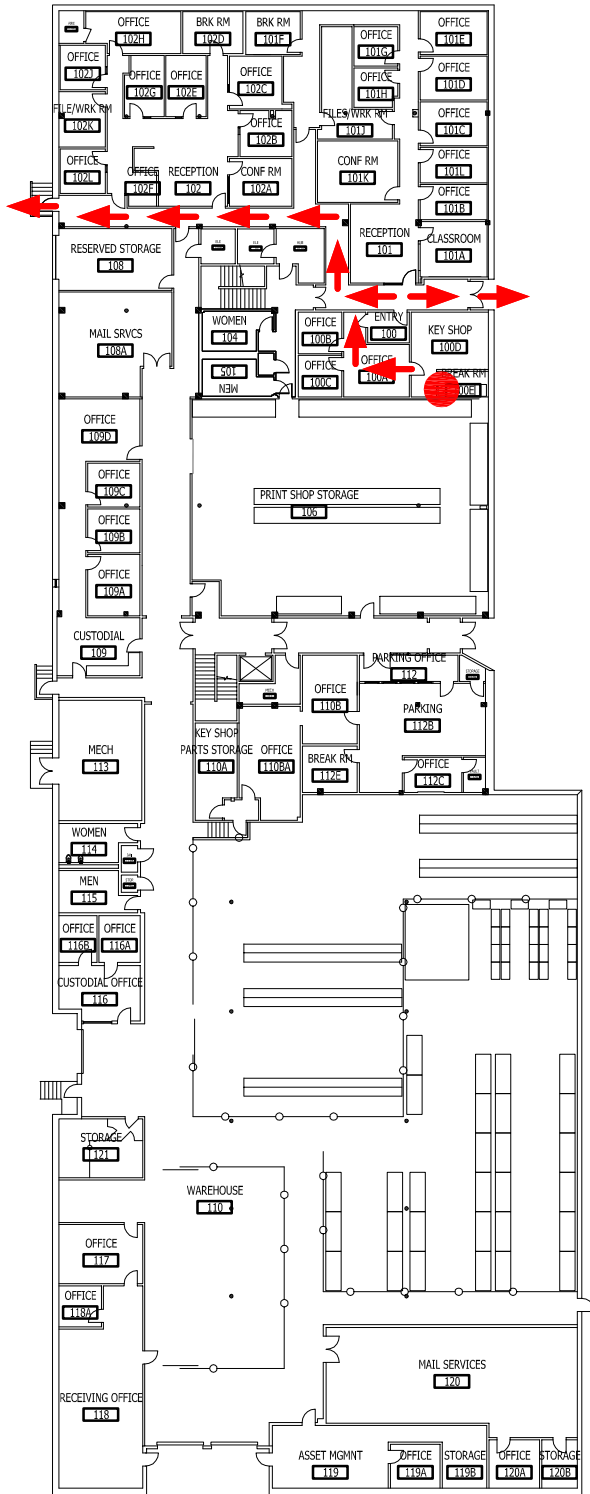 OFFICE
102H
BRK RM
102D
BRK RM
101F
OFFICE
101G
OFFICE
101E
OFFICE
102J
OFFICE
102G
OFFICE
102E
OFFICE
102C
OFFICE
101H
OFFICE
101D
FILE/WRK RM
102K
OFFICE
102B
FILES/WRK RM
101J
OFFICE
101C
OFFICE
102L
OFFICE
102F
RECEPTION
102
CONF RM
102A
CONF RM
101K
OFFICE
101L
OFFICE
101B
RESERVED STORAGE
108
RECEPTION
101
CLASSROOM
101A
MAIL SRVCS
108A
WOMEN
104
MEN
105
OFFICE
100B
ENTRY
100
KEY SHOP
100D
OFFICE
100C
OFFICE
100A
BREAK RM
OFFICE
109D
OFFICE
109C
OFFICE
109B
OFFICE
109A
PRINT SHOP STORAGE
106
CUSTODIAL
109
PARKING OFFICE
112
STORAGE
MECH
OFFICE
110B
PARKING
112B
MECH
113
KEY SHOP
PARTS STORAGE
110A
OFFICE
110BA
BREAK RM
112E
OFFICE
112C
WOMEN
114
MEN
115
OFFICE
116B
OFFICE
116A
CUSTODIAL OFFICE
116
STORAGE
121
WAREHOUSE
110
OFFICE
117
OFFICE
118A
RECEIVING OFFICE
118
MAIL SERVICES
120
ASSET MGMNT
119
OFFICE
119A
STORAGE
119B
OFFICE
120A
STORAGE
120B